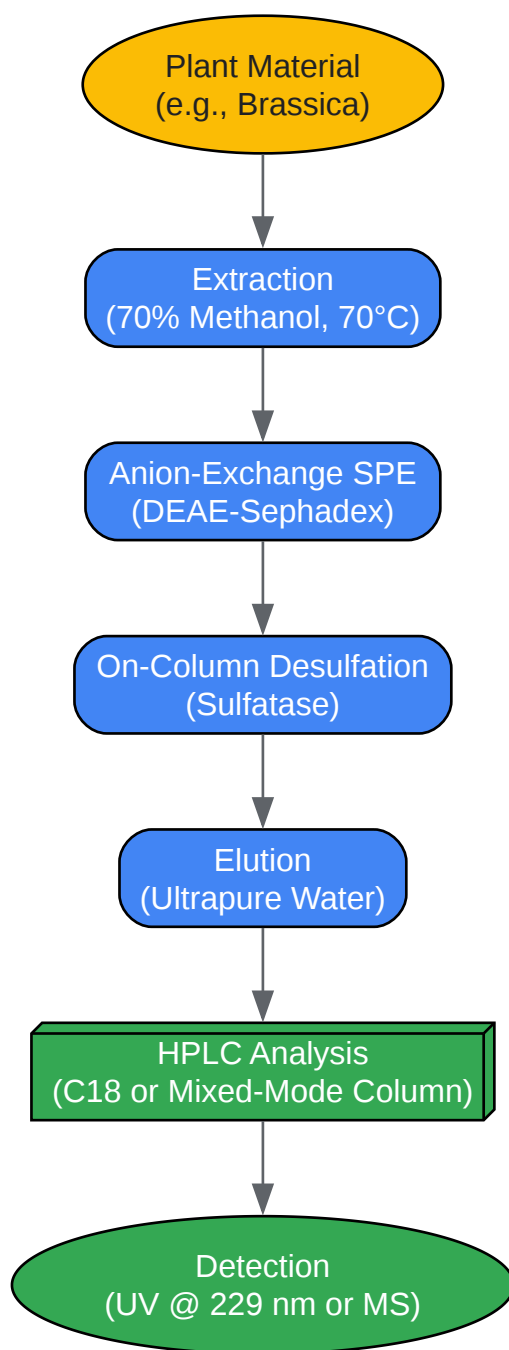 Plant Material
(e.g., Brassica)
Extraction
(70% Methanol, 70°C)
Anion-Exchange SPE
(DEAE-Sephadex)
On-Column Desulfation
(Sulfatase)
Elution
(Ultrapure Water)
HPLC Analysis
(C18 or Mixed-Mode Column)
Detection
(UV @ 229 nm or MS)